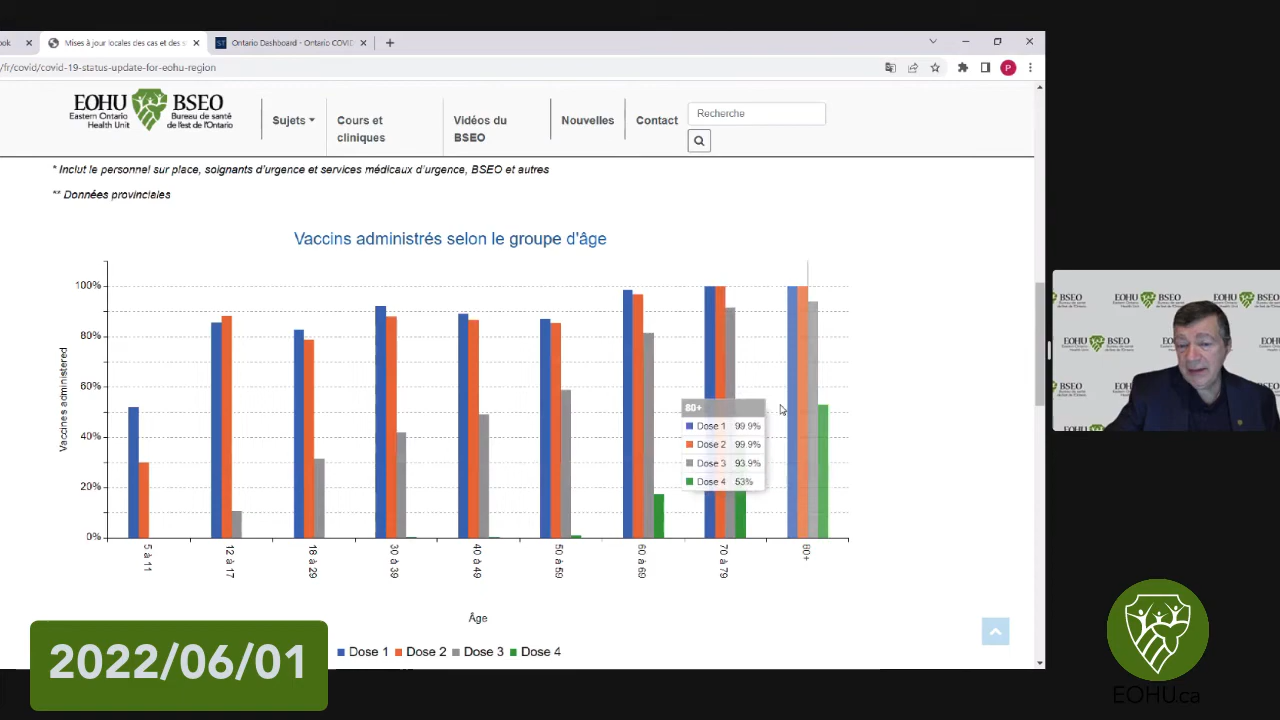 ook
Mises à jour locales des cas et des s
Ontario Dashboard - Ontario COVID
/fr/covid/covid-19-status-update-for-eohu-region
P
EOHU
Eastern Ontario
Health Unit
BSEO
Bureau de santé
de l'est de l'Ontario
Sujets
Cours et
cliniques
Vidéos du
BSEO
Nouvelles
Contact
Recherche
* Inclut le personnel sur place, soignants d'urgence et services médicaux d'urgence, BSEO et autres
** Données provinciales
Vaccins administrés selon le groupe d'âge
Vaccines administered
100%
80%
60%
40%
20%
0%
80+
Dose 1 99.9%
Dose 2 99.9%
Dose 3 93.9%
Dose 4 53%
5 à 11
12 à 17
18 à 29
30 à 39
40 à 49
50 à 59
60 à 69
70 à 79
80+
Âge
Dose 1 Dose 2 Dose 3 Dose 4
2022/06/01
EOHU.ca
BSEO
BSEO
BSEO